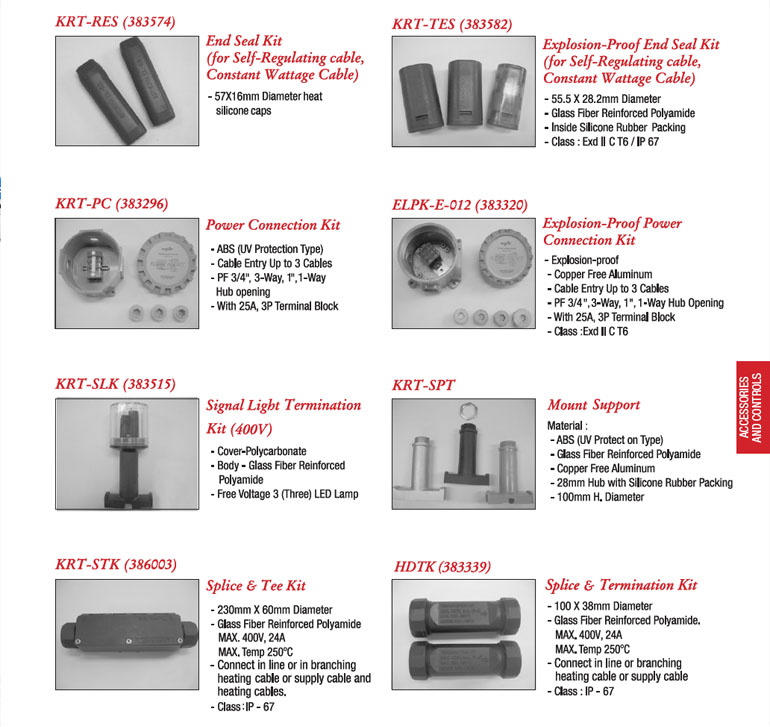 KRT-RES (383574)
End Seal Kit
(for Self-Regulating cable,
Constant Wattage Cable)
- 57X16mm Diameter heat
silicone caps
KRT-TES (383582)
Explosion-Proof End Seal Kit
(for Self-Regulating cable,
Constant Wattage Cable)
- 55.5 X 28.2mm Diameter
- Glass Fiber Reinforced Polyamide
- Inside Silicone Rubber Packing
- Class : Exd II C T6 / IP 67
KRT-PC (383296)
Power Connection Kit
- ABS (UV Protection Type)
- Cable Entry Up to 3 Cables
- PF 3/4", 3-Way, 1",1-Way
Hub opening
- With 25A, 3P Terminal Block
ELPK-E-012 (383320)
Explosion-Proof Power
Connection Kit
- Explosion-proof
- Copper Free Aluminum
- Cable Entry Up to 3 Cables
- PF 3/4", 3-Way, 1", 1-Way Hub Opening
- With 25A, 3P Terminal Block
- Class :Exd II C T6
KRT-SLK (383515)
Signal Light Termination
Kit (400V)
- Cover-Polycarbonate
- Body - Glass Fiber Reinforced
Polyamide
- Free Voltage 3 (Three) LED Lamp
KRT-SPT
Mount Support
Material :
- ABS (UV Protect on Type)
- Glass Fiber Reinforced Polyamide
- Copper Free Aluminum
- 28mm Hub with Silicone Rubber Packing
- 100mm H. Diameter
ACCESSORIES
AND CONTROLS
KRT-STK (386003)
Splice & Tee Kit
- 230mm X 60mm Diameter
- Glass Fiber Reinforced Polyamide
MAX. 400V, 24A
MAX. Temp 250°C
- Connect in line or in branching
heating cable or supply cable and
heating cables.
- Class:IP - 67
HDTK (383339)
Splice & Termination Kit
- 100 X 38mm Diameter
- Glass Fiber Reinforced Polyamide.
MAX. 400V, 24A
MAX. Temp 250°C
- Connect in line or branching
heating cable or supply cable
- Class : IP - 67